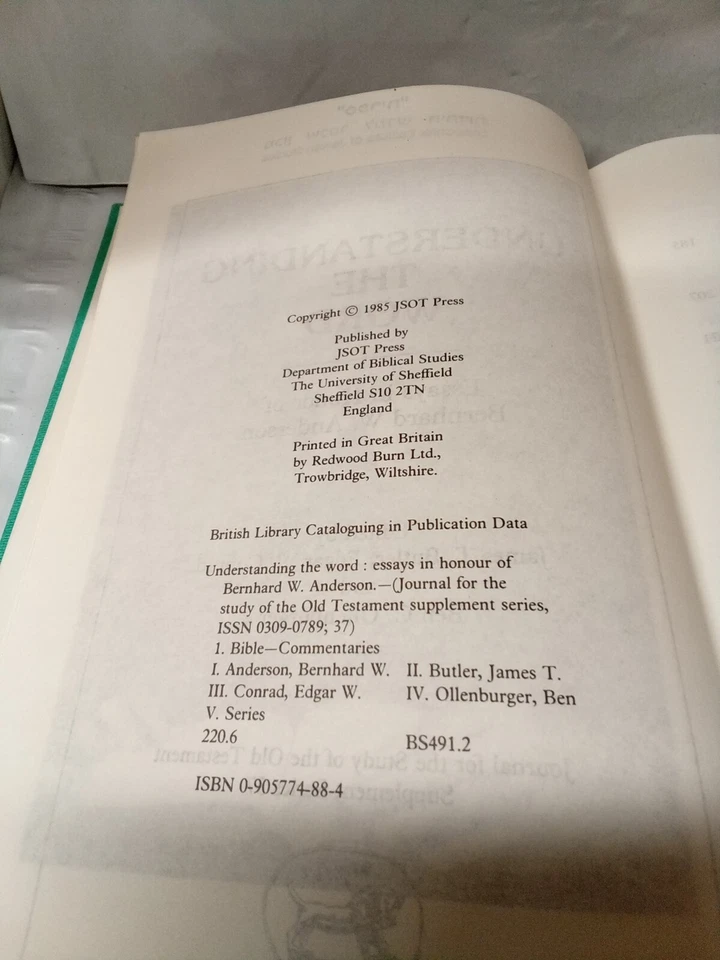 Copyright © 1985 JSOT Press
Published by
JSOT Press
Department of Biblical Studies
The University of Sheffield
Sheffield S10 2TN
England
Printed in Great Britain
by Redwood Burn Ltd.,
Trowbridge, Wiltshire.
British Library Cataloguing in Publication Data
Understanding the word : essays in honour of
Bernhard W. Anderson.—(Journal for the
study of the Old Testament supplement series,
ISSN 0309-0789; 37)
1. Bible—Commentaries
I. Anderson, Bernhard W. II. Butler, James T.
III. Conrad, Edgar W. IV. Ollenburger, Ben
V. Series
220.6 BS491.2
ISBN 0-905774-88-4